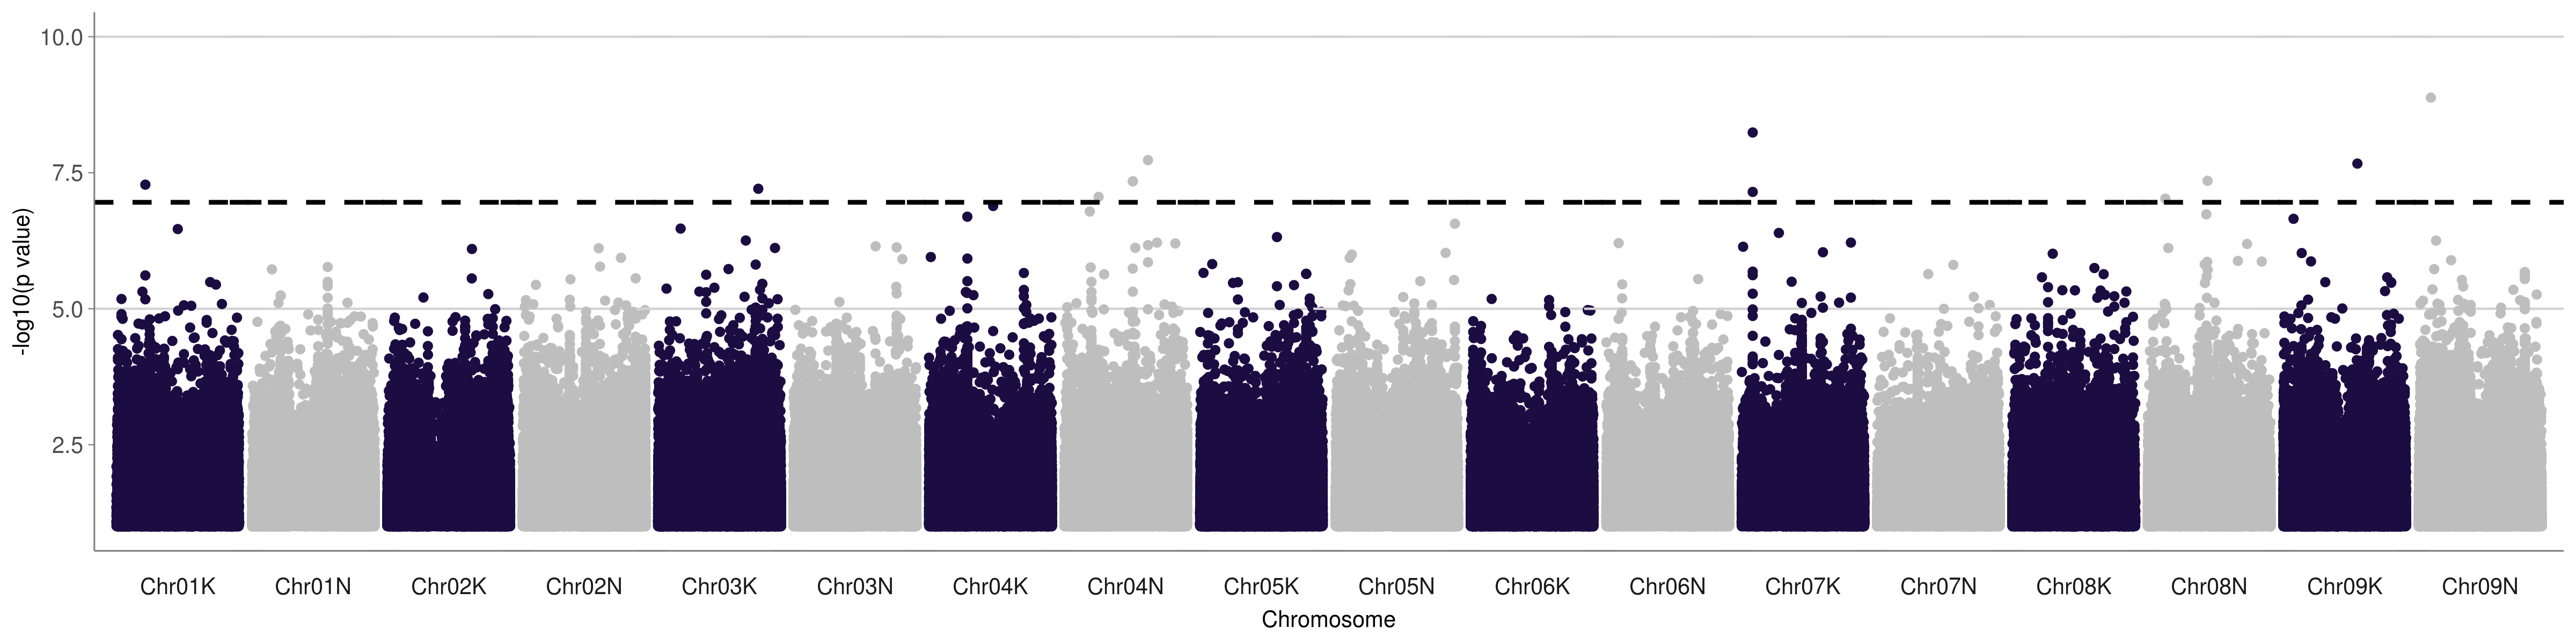 -log10(p value)
10.0
7.5
5.0
2.5
Chr01K Chr01N Chr02K Chr02N Chr03K Chr03N Chr04K Chr04N Chr05K Chr05N Chr06K Chr06N Chr07K Chr07N Chr08K Chr08N Chr09K Chr09N
Chromosome